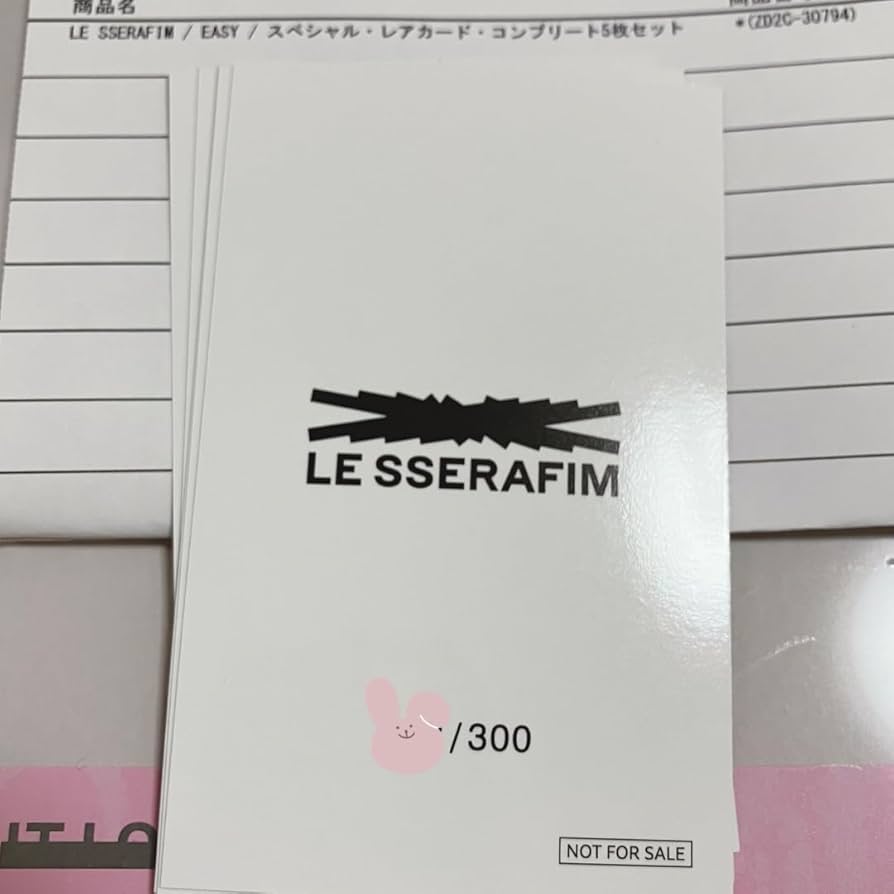 商品名
LE SSERAFIM / EASY / スペシャル・レアカード・コンプリート5枚セット
*(ZD2C-30794)
LE SSERAFIM
/300
NOT FOR SALE